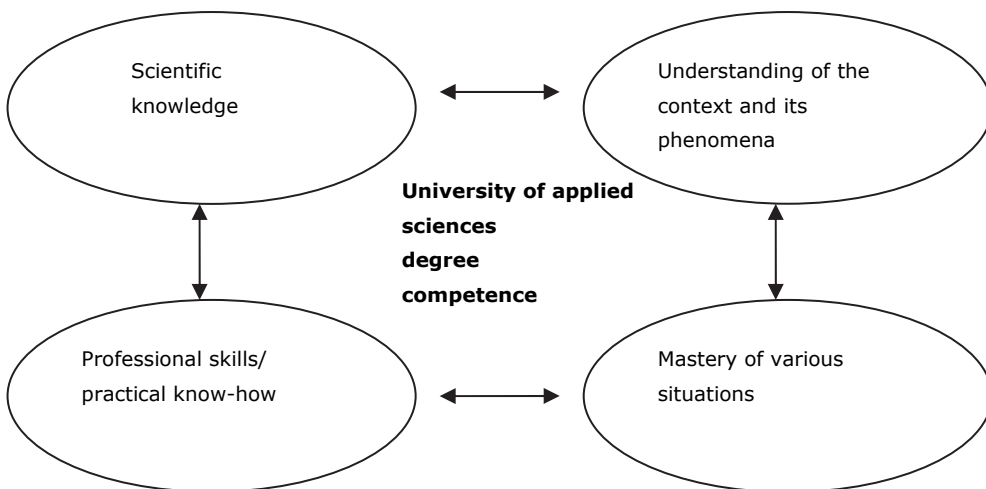 Scientific
knowledge
Understanding of the
context and its
phenomena
University of applied
sciences
degree
competence
Professional skills/
practical know-how
Mastery of various
situations